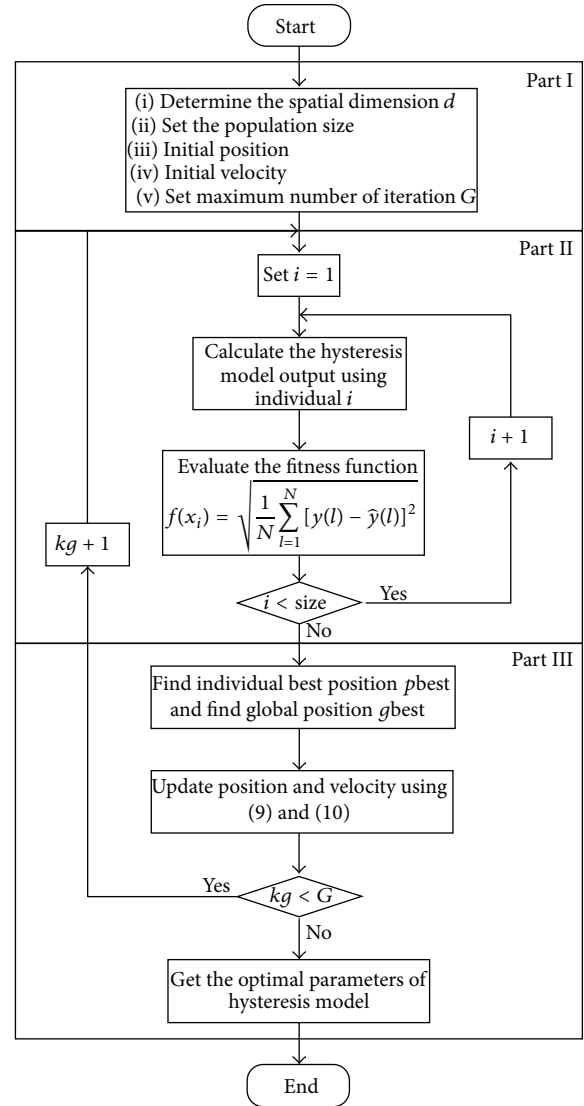 Start
Part I
(i) Determine the spatial dimension d
(ii) Set the population size
(iii) Initial position
(iv) Initial velocity
(v) Set maximum number of iteration G
Part II
Set i = 1
Calculate the hysteresis
model output using
individual i
i + 1
Evaluate the fitness function
f(x_i) = √(1/N ∑_{l=1}^{N} [y(l) − ŷ(l)]²)
kg + 1
i < size
Yes
No
Part III
Find individual best position pbest
and find global position gbest
Update position and velocity using
(9) and (10)
Yes
kg < G
No
Get the optimal parameters of
hysteresis model
End